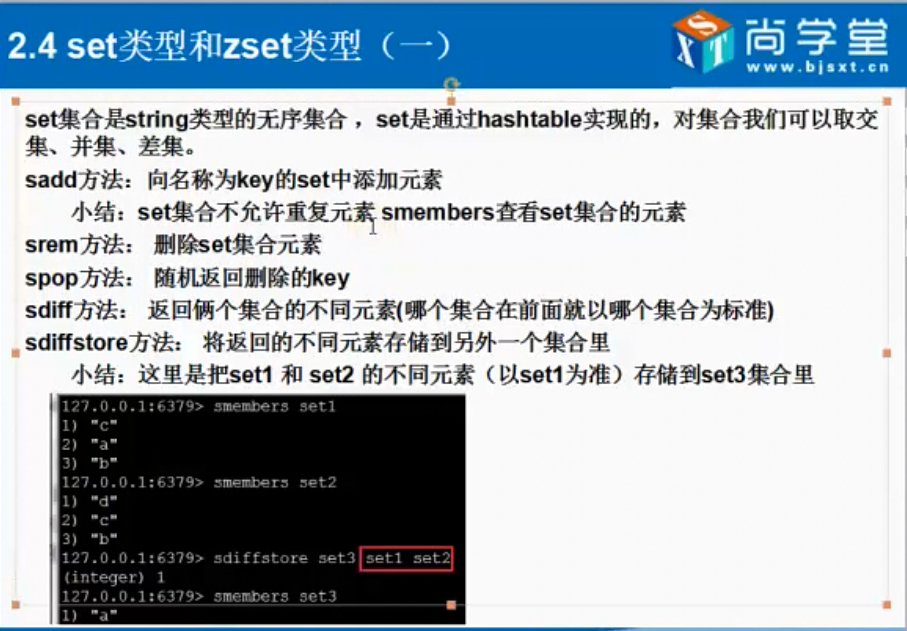 2.4 set类型和zset类型（一）
XST
尚学堂
www.bjsxt.cn
set集合是string类型的无序集合 ，set是通过hashtable实现的，对集合我们可以取交
集、并集、差集。
sadd方法：向名称为key的set中添加元素
小结：set集合不允许重复元素 smembers查看set集合的元素
srem方法： 删除set集合元素
spop方法： 随机返回删除的key
sdiff方法： 返回俩个集合的不同元素(哪个集合在前面就以哪个集合为标准)
sdiffstore方法： 将返回的不同元素存储到另外一个集合里
小结：这里是把set1 和 set2 的不同元素（以set1为准）存储到set3集合里
127.0.0.1:6379> smembers set1
1) "c"
2) "a"
3) "b"
127.0.0.1:6379> smembers set2
1) "d"
2) "c"
3) "b"
127.0.0.1:6379> sdiffstore set3 set1 set2
(integer) 1
127.0.0.1:6379> smembers set3
1) "a"